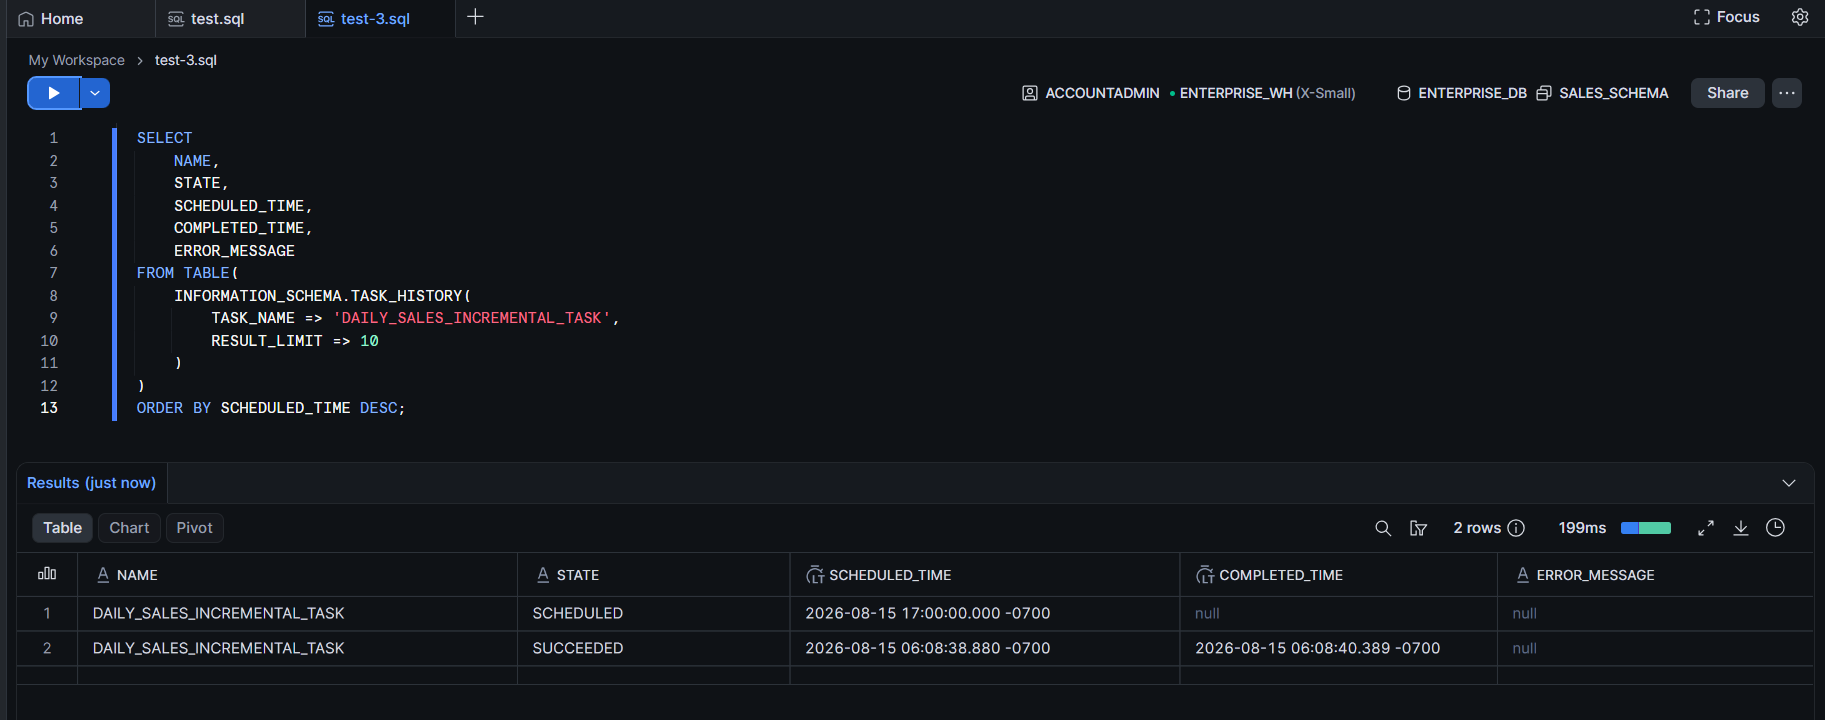 Home
SQL test.sql
SQL test-3.sql
Focus
My Workspace > test-3.sql
ACCOUNTADMIN ENTERPRISE_WH (X-Small) ENTERPRISE_DB SALES_SCHEMA Share ...
1 SELECT
2 NAME,
3 STATE,
4 SCHEDULED_TIME,
5 COMPLETED_TIME,
6 ERROR_MESSAGE
7 FROM TABLE(
8 INFORMATION_SCHEMA.TASK_HISTORY(
9 TASK_NAME => 'DAILY_SALES_INCREMENTAL_TASK',
10 RESULT_LIMIT => 10
11 )
12 )
13 ORDER BY SCHEDULED_TIME DESC;
Results (just now)
Table Chart Pivot 2 rows 199ms
A NAME A STATE LT SCHEDULED_TIME LT COMPLETED_TIME A ERROR_MESSAGE
1 DAILY_SALES_INCREMENTAL_TASK SCHEDULED 2026-08-15 17:00:00.000 -0700 null null
2 DAILY_SALES_INCREMENTAL_TASK SUCCEEDED 2026-08-15 06:08:38.880 -0700 2026-08-15 06:08:40.389 -0700 null